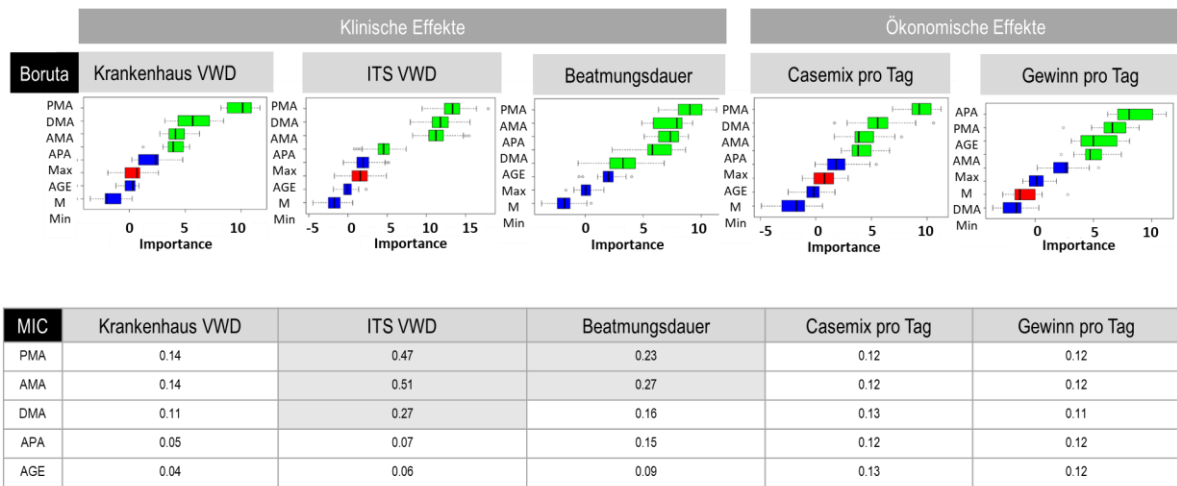 Klinische Effekte Ökonomische Effekte
Boruta Krankenhaus VWD ITS VWD Beatmungsdauer Casemix pro Tag Gewinn pro Tag
PMA
DMA
AMA
APA
Max
AGE
M
Min
0 5 10
Importance
PMA
DMA
AMA
APA
Max
AGE
M
Min
-5 0 5 10 15
Importance
PMA
AMA
APA
DMA
AGE
Max
M
Min
0 5 10
Importance
PMA
DMA
AMA
APA
Max
AGE
M
Min
-5 0 5 10
Importance
APA
PMA
AGE
AMA
Max
M
DMA
Min
0 5 10
Importance
MIC Krankenhaus VWD ITS VWD Beatmungsdauer Casemix pro Tag Gewinn pro Tag
PMA 0.14 0.47 0.23 0.12 0.12
AMA 0.14 0.51 0.27 0.12 0.12
DMA 0.11 0.27 0.16 0.13 0.11
APA 0.05 0.07 0.15 0.12 0.12
AGE 0.04 0.06 0.09 0.13 0.12